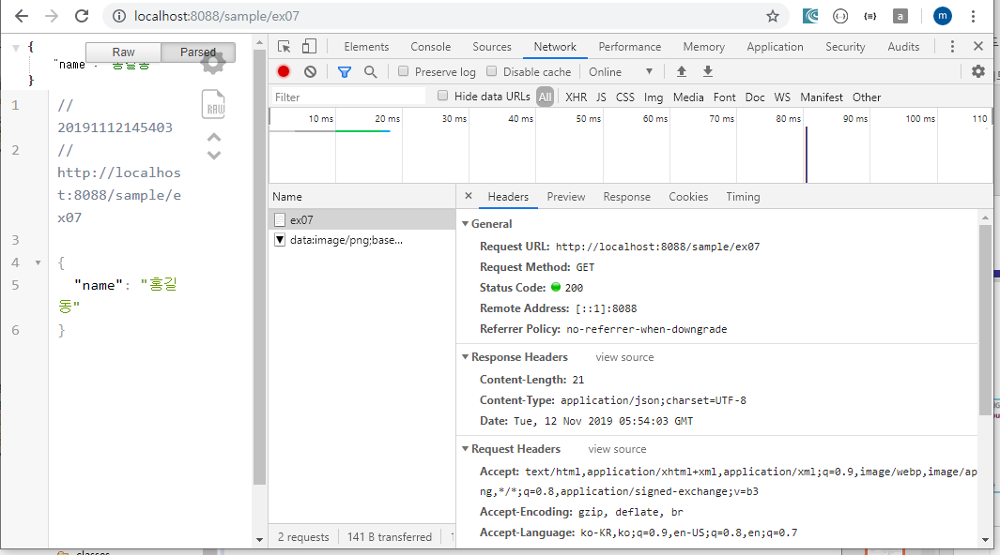 localhost:8088/sample/ex07
{
Raw Parsed
"name": "홍길동"
}
1 //
20191112145403
2 //
http://localhos
t:8088/sample/e
x07
3
4 {
5 "name": "홍길
동"
6 }
RAW
Elements Console Sources Network Performance Memory Application Security Audits
Preserve log Disable cache Online
Filter Hide data URLs All XHR JS CSS Img Media Font Doc WS Manifest Other
10 ms 20 ms 30 ms 40 ms 50 ms 60 ms 70 ms 80 ms 90 ms 100 ms 110
Name
ex07
data:image/png;base...
2 requests 141 B transferred
Headers Preview Response Cookies Timing
General
Request URL: http://localhost:8088/sample/ex07
Request Method: GET
Status Code: 200
Remote Address: [::1]:8088
Referrer Policy: no-referrer-when-downgrade
Response Headers view source
Content-Length: 21
Content-Type: application/json;charset=UTF-8
Date: Tue, 12 Nov 2019 05:54:03 GMT
Request Headers view source
Accept: text/html,application/xhtml+xml,application/xml;q=0.9,image/webp,image/ap
ng,*/*;q=0.8,application/signed-exchange;v=b3
Accept-Encoding: gzip, deflate, br
Accept-Language: ko-KR,ko;q=0.9,en-US;q=0.8,en;q=0.7
classes